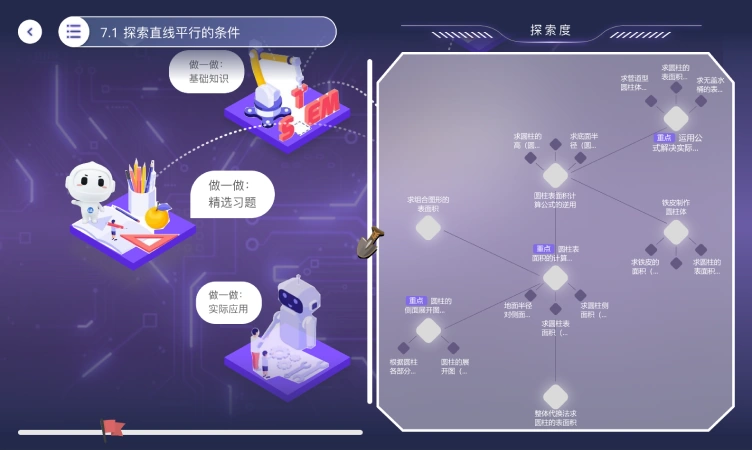 7.1 探索直线平行的条件
做一做：
基础知识
STEM
做一做：
精选习题
做一做：
实际应用
探索度
求圆柱的
表面积...
求管道型
圆柱体...
求无盖水
桶的表...
重点 运用公
式解决实际...
求圆柱的
高（圆...
求底面半
径（圆...
圆柱表面积计
算公式的逆用
求组合图形的
表面积
铁皮制作
圆柱体
重点 圆柱表
面积的计算...
求铁皮的
面积（...
求圆柱的
表面积...
重点 圆柱的
侧面展开图...
地面半径
对侧面...
求圆柱侧
面积（...
求圆柱表
面积（...
根据圆柱
各部分...
圆柱的展
开图（...
整体代换法求
圆柱的表面积